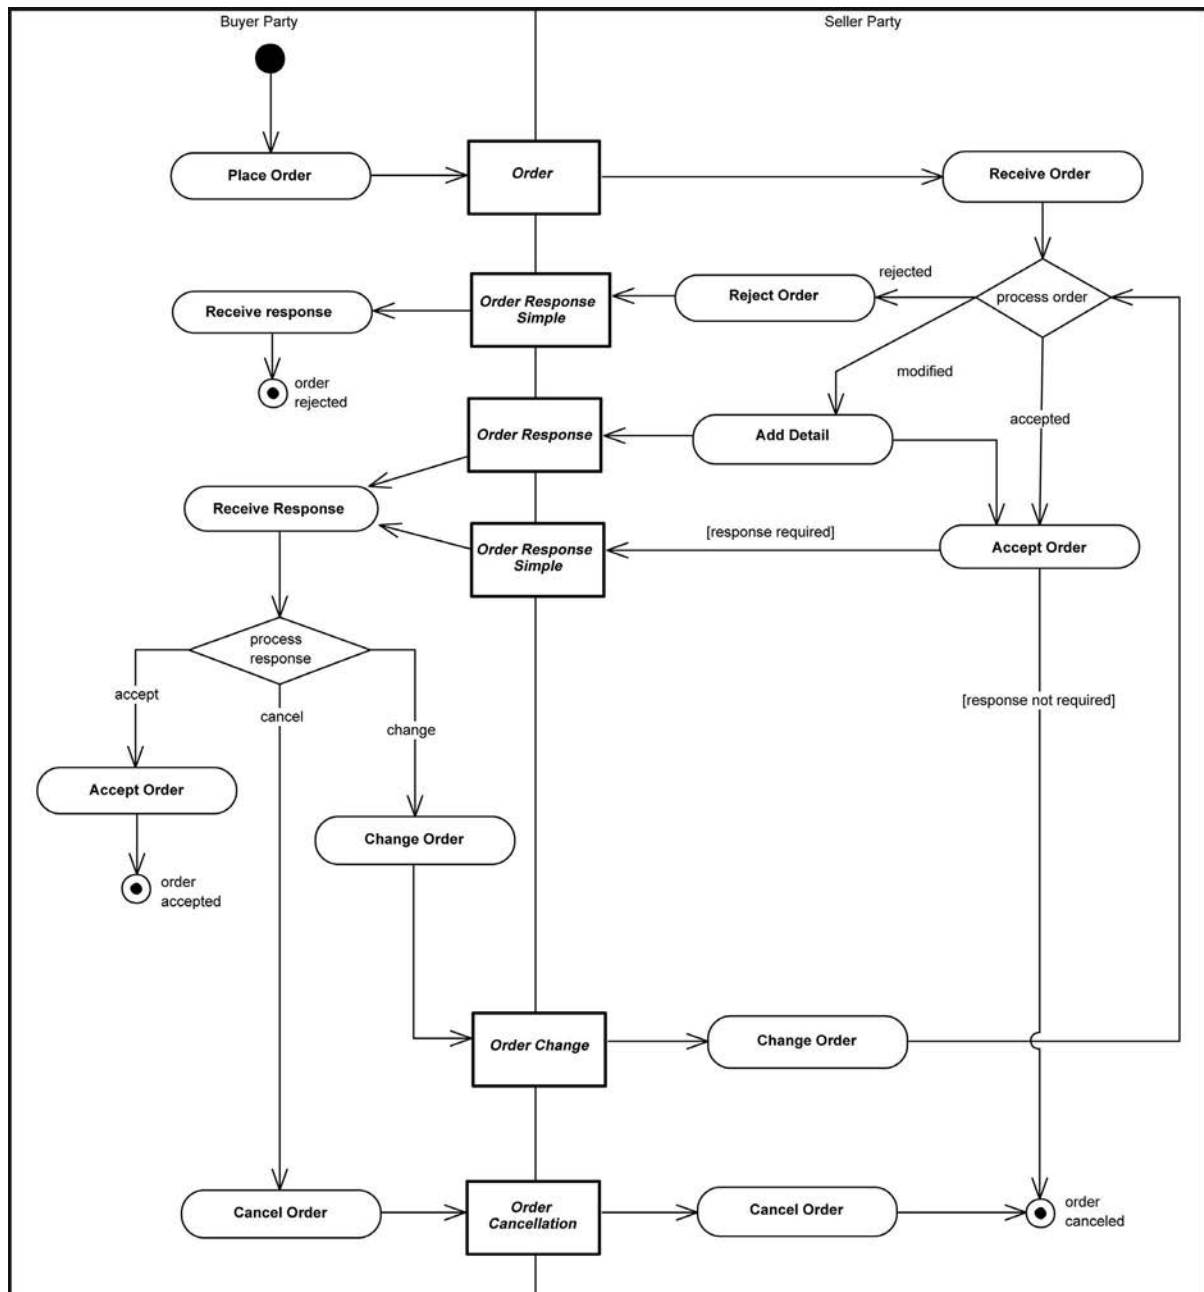 Buyer Party
Seller Party
Place Order
Order
Receive Order
rejected
Reject Order
process order
Order Response
Simple
Receive response
order
rejected
modified
accepted
Order Response
Add Detail
Receive Response
[response required]
Order Response
Simple
Accept Order
process
response
accept
cancel
change
[response not required]
Accept Order
Change Order
order
accepted
Order Change
Change Order
Cancel Order
Order
Cancellation
Cancel Order
order
canceled